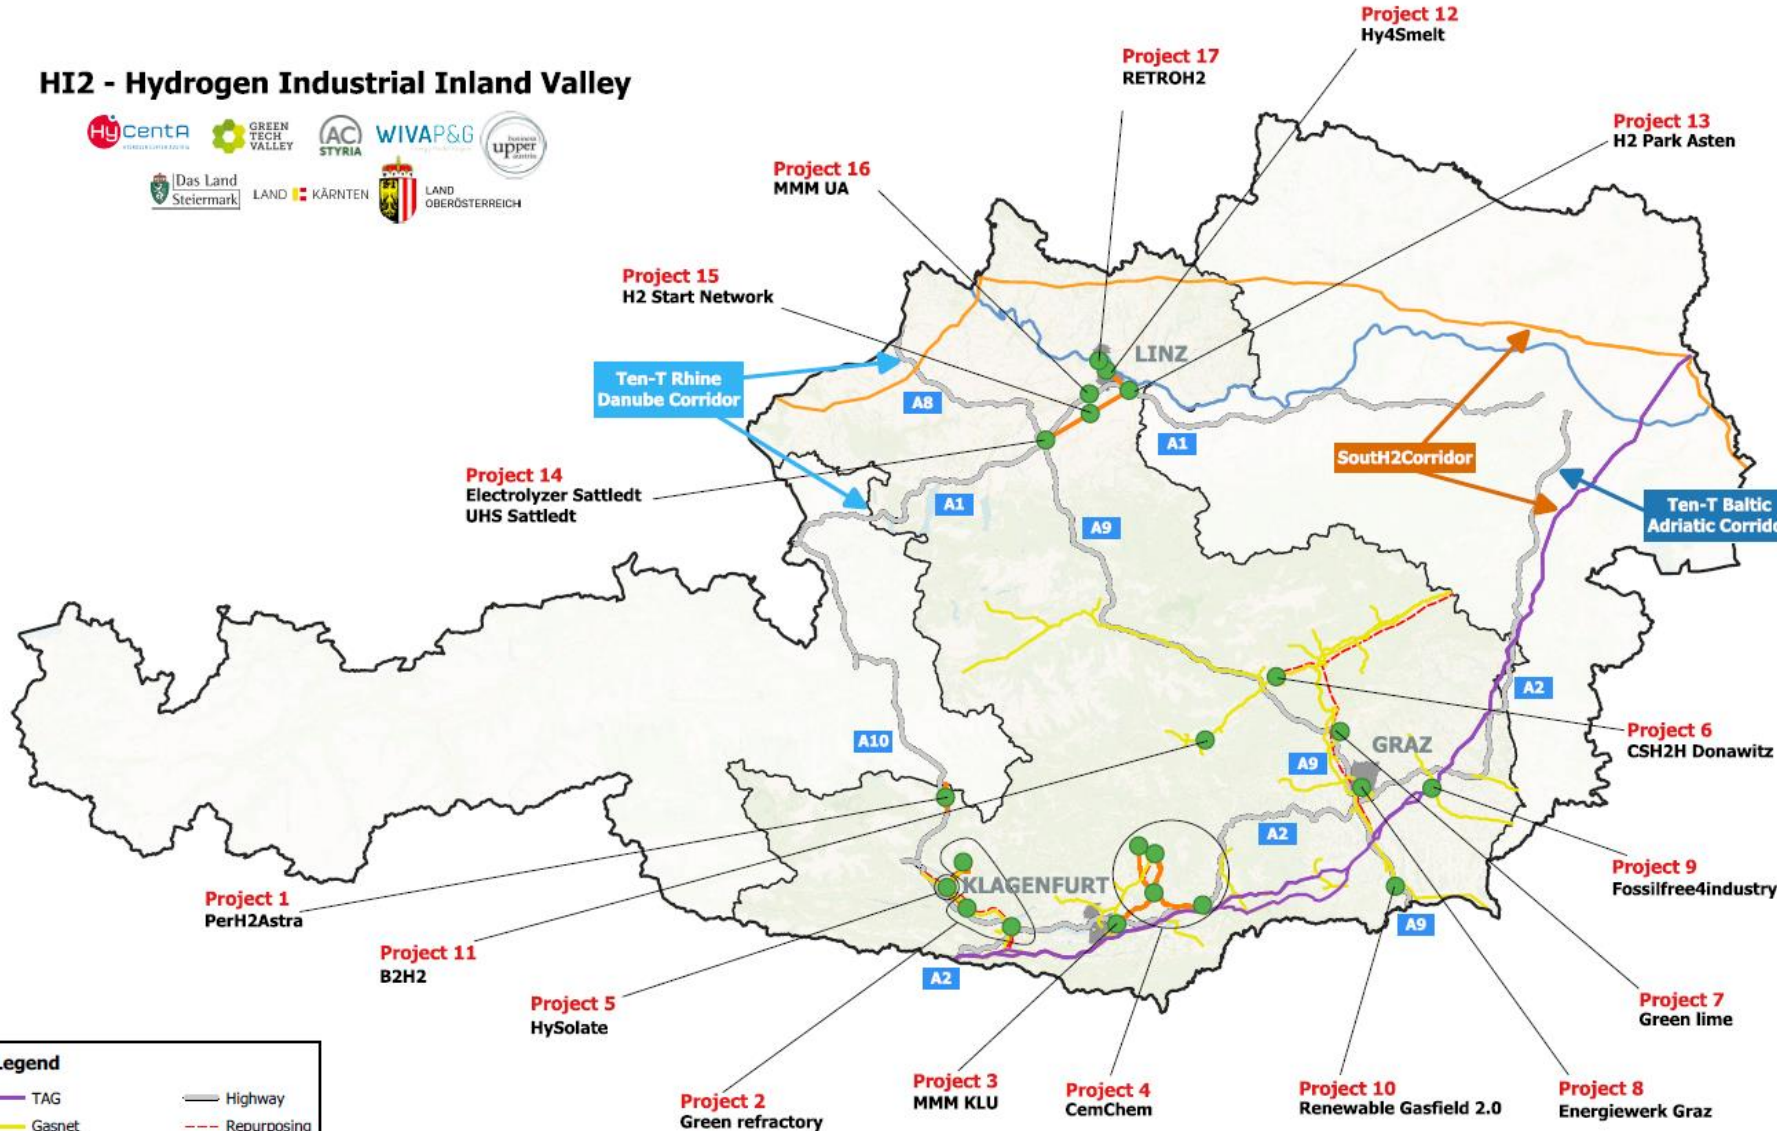 HI2 - Hydrogen Industrial Inland Valley
HyCentA
GREEN
TECH
VALLEY
AC
STYRIA
WIVAP&G
business
upper
austria
Das Land
Steiermark
LAND KÄRNTEN
LAND
OBERÖSTERREICH
Project 12
Hy4Smelt
Project 17
RETROH2
Project 13
H2 Park Asten
Project 16
MMM UA
Project 15
H2 Start Network
Ten-T Rhine
Danube Corridor
LINZ
A8
A1
SoutH2Corridor
Project 14
Electrolyzer Sattledt
UHS Sattledt
A1
A9
Ten-T Baltic
Adriatic Corrido
A2
A10
GRAZ
A9
Project 6
CSH2H Donawitz
A2
Project 1
PerH2Astra
KLAGENFURT
Project 9
Fossilfree4industry
A9
Project 11
B2H2
A2
Project 5
HySolate
Project 7
Green lime
Project 2
Green refractory
Project 3
MMM KLU
Project 4
CemChem
Project 10
Renewable Gasfield 2.0
Project 8
Energiewerk Graz
Legend
TAG
Highway
Gasnet
Repurposing